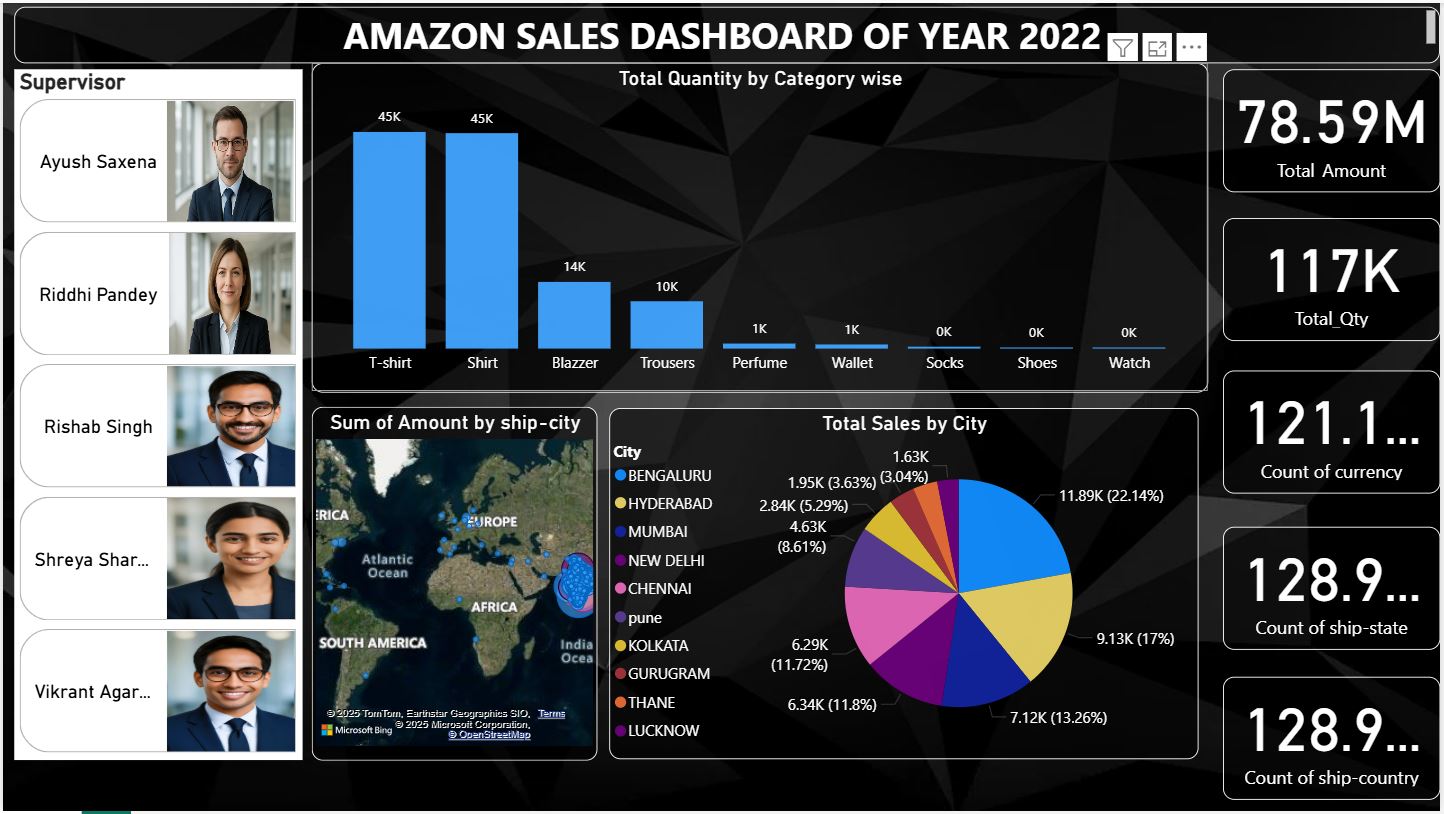 AMAZON SALES DASHBOARD OF YEAR 2022
Supervisor
Ayush Saxena
Riddhi Pandey
Rishab Singh
Shreya Shar...
Vikrant Agar...
Total Quantity by Category wise
45K
45K
14K
10K
1K
1K
0K
0K
0K
T-shirt
Shirt
Blazzer
Trousers
Perfume
Wallet
Socks
Shoes
Watch
Sum of Amount by ship-city
ERICA
EUROPE
Atlantic
Ocean
AFRICA
SOUTH AMERICA
India
Ocea
© 2025 TomTom, Earthstar Geographics SIO, Terms
Microsoft Bing
© 2025 Microsoft Corporation,
© OpenStreetMap
Total Sales by City
City
BENGALURU
HYDERABAD
MUMBAI
NEW DELHI
CHENNAI
pune
KOLKATA
GURUGRAM
THANE
LUCKNOW
11.89K (22.14%)
9.13K (17%)
7.12K (13.26%)
6.34K (11.8%)
6.29K
(11.72%)
4.63K
(8.61%)
2.84K (5.29%)
1.95K (3.63%)
1.63K
(3.04%)
78.59M
Total Amount
117K
Total_Qty
121.1...
Count of currency
128.9...
Count of ship-state
128.9...
Count of ship-country